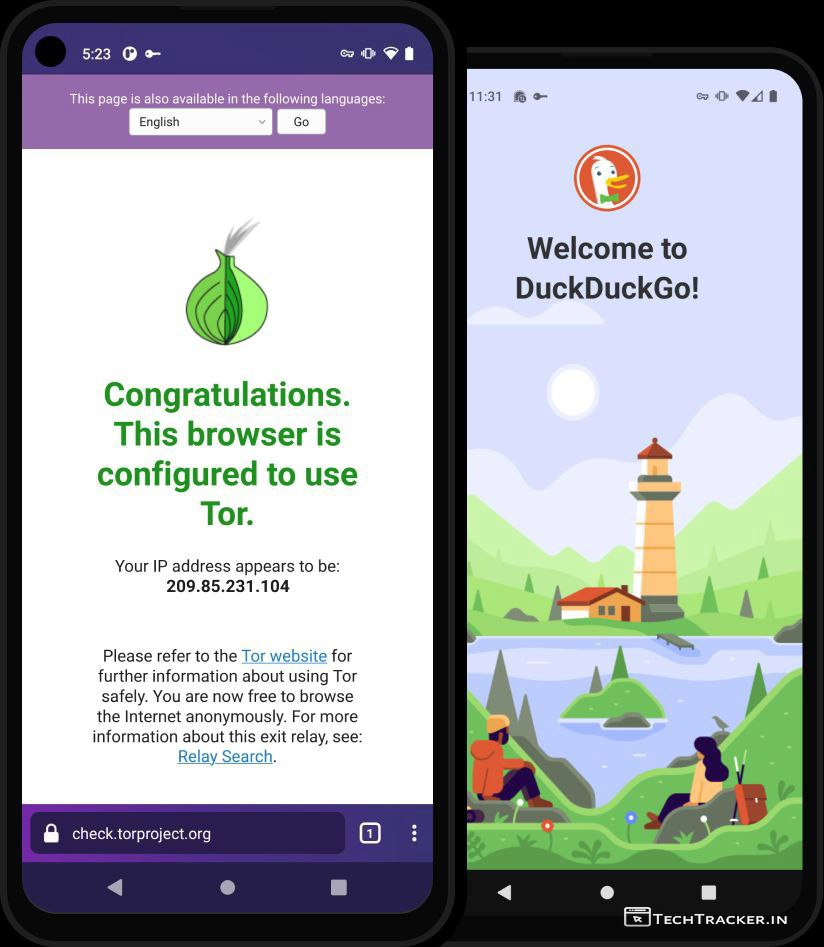 5:23
This page is also available in the following languages:
English
Go
Congratulations.
This browser is
configured to use
Tor.
Your IP address appears to be:
209.85.231.104
Please refer to the Tor website for
further information about using Tor
safely. You are now free to browse
the Internet anonymously. For more
information about this exit relay, see:
Relay Search.
check.torproject.org
1
11:31
Welcome to
DuckDuckGo!
TECHTRACKER.IN